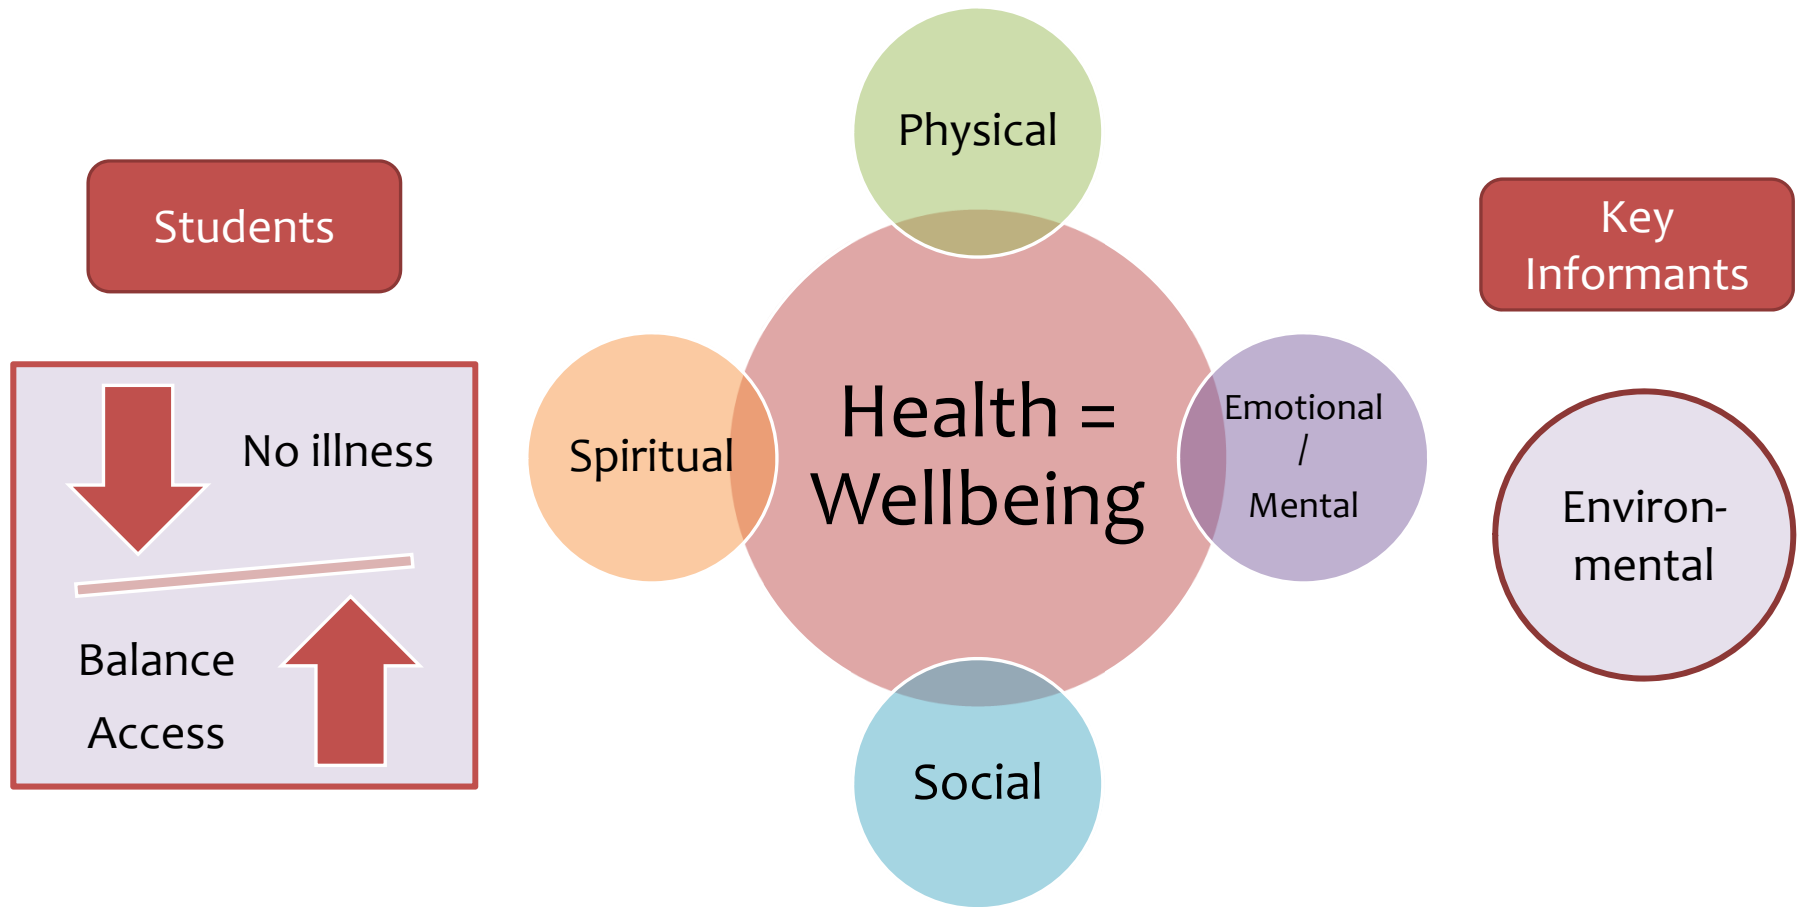 Students
No illness
Balance
Access
Physical
Spiritual
Health =
Wellbeing
Emotional
/
Mental
Social
Key
Informants
Environ-
mental